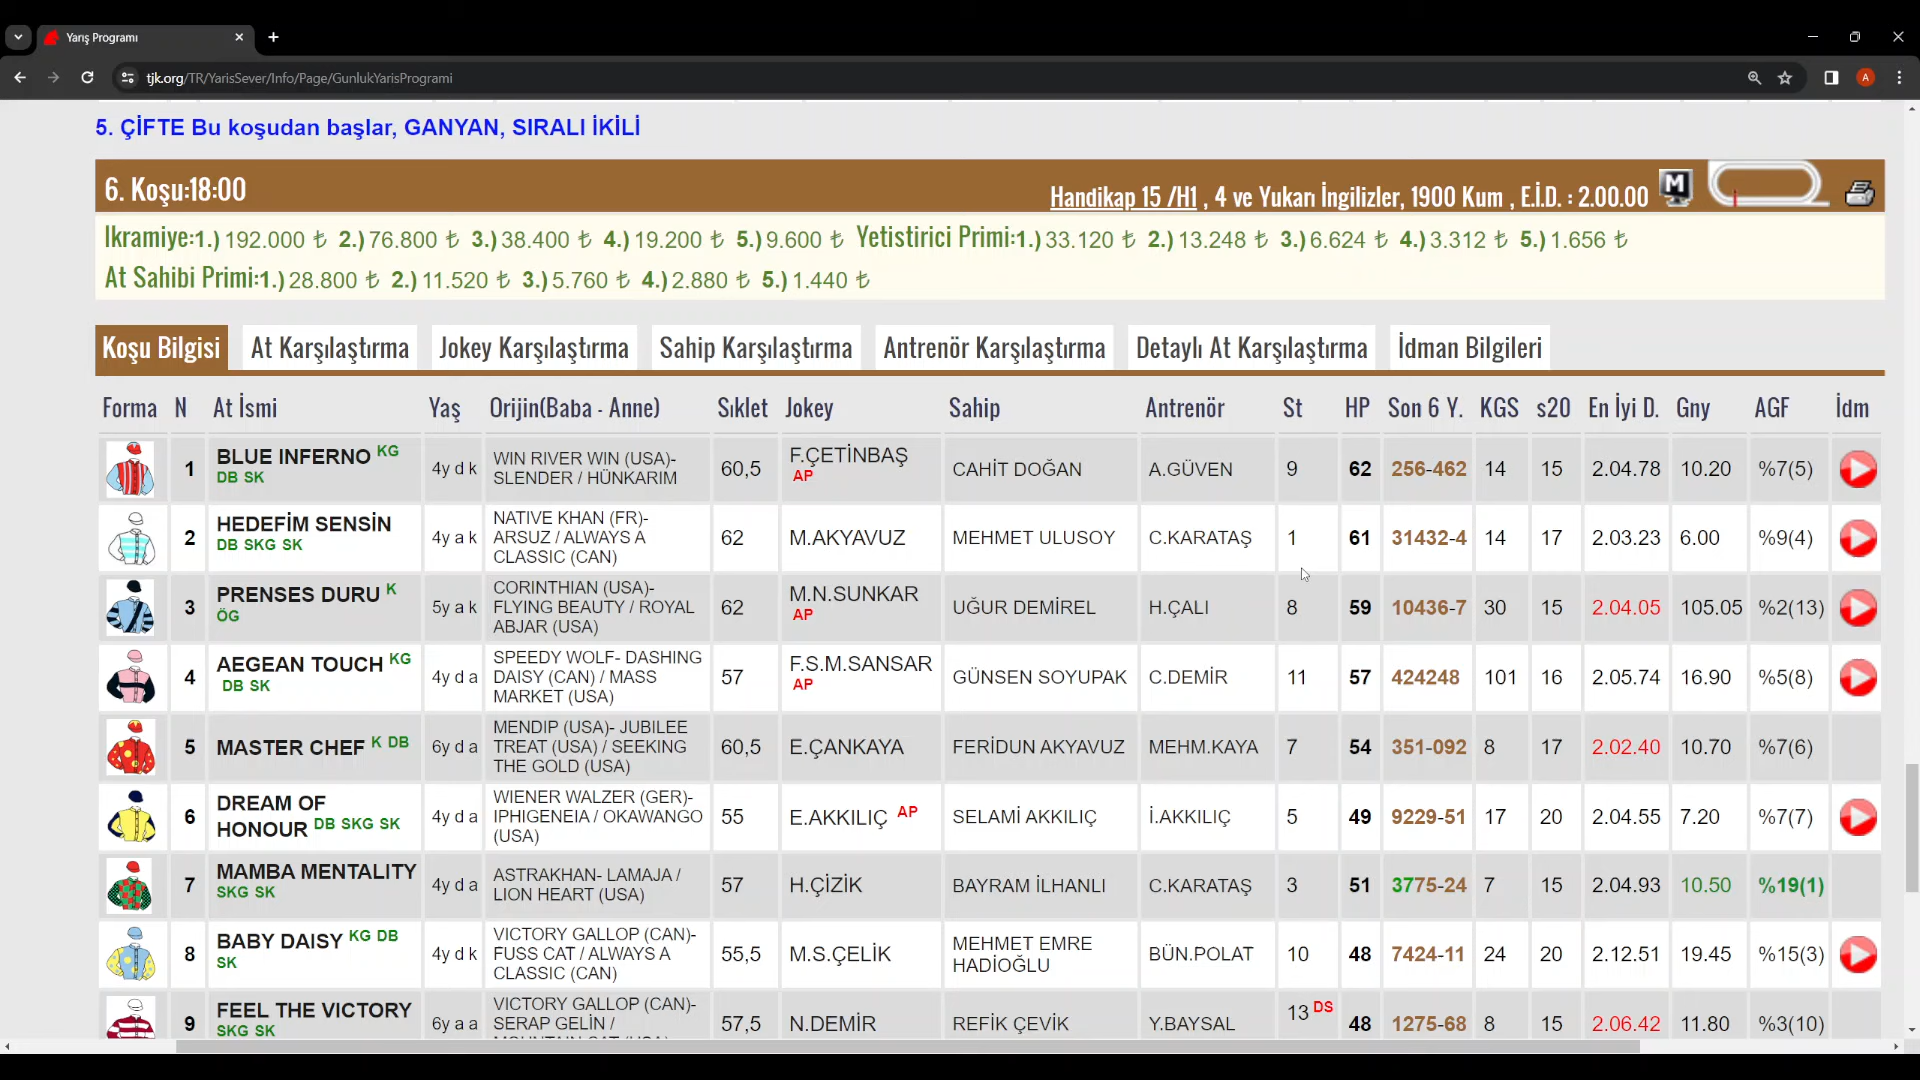 Yarış Programı
tjk.org/TR/YarisSever/Info/Page/GunlukYarisProgrami
A
5. ÇİFTE Bu koşudan başlar, GANYAN, SIRALI İKİLİ
6. Koşu:18:00
Handikap 15 /H1 , 4 ve Yukarı İngilizler, 1900 Kum , E.İ.D. : 2.00.00
M
Ikramiye:1.) 192.000 ₺ 2.) 76.800 ₺ 3.) 38.400 ₺ 4.) 19.200 ₺ 5.) 9.600 ₺ Yetistirici Primi:1.) 33.120 ₺ 2.) 13.248 ₺ 3.) 6.624 ₺ 4.) 3.312 ₺ 5.) 1.656 ₺
At Sahibi Primi:1.) 28.800 ₺ 2.) 11.520 ₺ 3.) 5.760 ₺ 4.) 2.880 ₺ 5.) 1.440 ₺
Koşu Bilgisi At Karşılaştırma Jokey Karşılaştırma Sahip Karşılaştırma Antrenör Karşılaştırma Detaylı At Karşılaştırma İdman Bilgileri
Forma N At İsmi Yaş Orijin(Baba - Anne) Sıklet Jokey Sahip Antrenör St HP Son 6 Y. KGS s20 En İyi D. Gny AGF İdm
1 BLUE INFERNO KG DB SK 4y d k WIN RIVER WIN (USA)- SLENDER / HÜNKARIM 60,5 F.ÇETİNBAŞ AP CAHİT DOĞAN A.GÜVEN 9 62 256-462 14 15 2.04.78 10.20 %7(5)
2 HEDEFİM SENSİN DB SKG SK 4y a k NATIVE KHAN (FR)- ARSUZ / ALWAYS A CLASSIC (CAN) 62 M.AKYAVUZ MEHMET ULUSOY C.KARATAŞ 1 61 31432-4 14 17 2.03.23 6.00 %9(4)
3 PRENSES DURU K ÖG 5y a k CORINTHIAN (USA)- FLYING BEAUTY / ROYAL ABJAR (USA) 62 M.N.SUNKAR AP UĞUR DEMİREL H.ÇALI 8 59 10436-7 30 15 2.04.05 105.05 %2(13)
4 AEGEAN TOUCH KG DB SK 4y d a SPEEDY WOLF- DASHING DAISY (CAN) / MASS MARKET (USA) 57 F.S.M.SANSAR AP GÜNSEN SOYUPAK C.DEMİR 11 57 424248 101 16 2.05.74 16.90 %5(8)
5 MASTER CHEF K DB 6y d a MENDIP (USA)- JUBILEE TREAT (USA) / SEEKING THE GOLD (USA) 60,5 E.ÇANKAYA FERİDUN AKYAVUZ MEHM.KAYA 7 54 351-092 8 17 2.02.40 10.70 %7(6)
6 DREAM OF HONOUR DB SKG SK 4y d a WIENER WALZER (GER)- IPHIGENEIA / OKAWANGO (USA) 55 E.AKKILIÇ AP SELAMİ AKKILIÇ İ.AKKILIÇ 5 49 9229-51 17 20 2.04.55 7.20 %7(7)
7 MAMBA MENTALITY SKG SK 4y d a ASTRAKHAN- LAMAJA / LION HEART (USA) 57 H.ÇİZİK BAYRAM İLHANLI C.KARATAŞ 3 51 3775-24 7 15 2.04.93 10.50 %19(1)
8 BABY DAISY KG DB SK 4y d k VICTORY GALLOP (CAN)- FUSS CAT / ALWAYS A CLASSIC (CAN) 55,5 M.S.ÇELİK MEHMET EMRE HADİOĞLU BÜN.POLAT 10 48 7424-11 24 20 2.12.51 19.45 %15(3)
9 FEEL THE VICTORY SKG SK 6y a a VICTORY GALLOP (CAN)- SERAP GELİN / 57,5 N.DEMİR REFİK ÇEVİK Y.BAYSAL 13 DS 48 1275-68 8 15 2.06.42 11.80 %3(10)